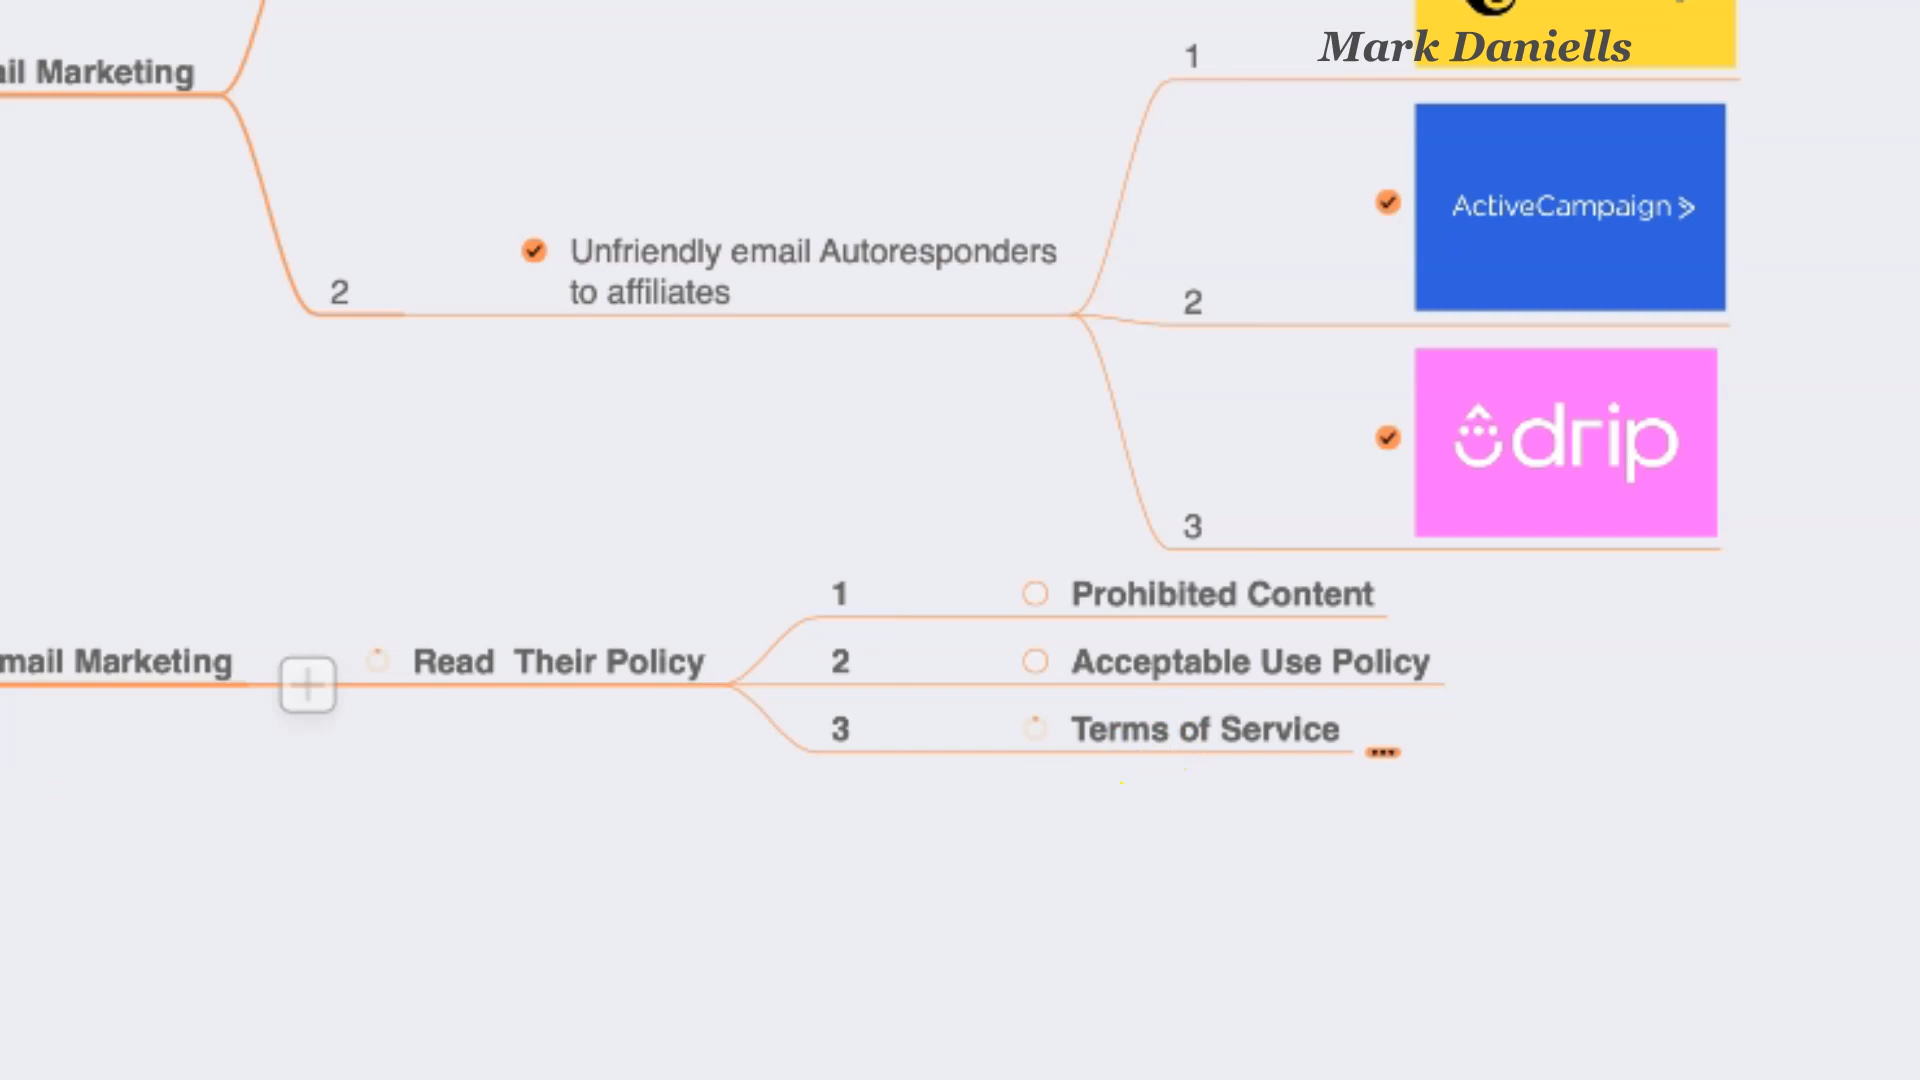 Mark Daniells
1
ail Marketing
ActiveCampaign
Unfriendly email Autoresponders
to affiliates
2
2
drip
3
1 Prohibited Content
mail Marketing Read Their Policy 2 Acceptable Use Policy
3 Terms of Service